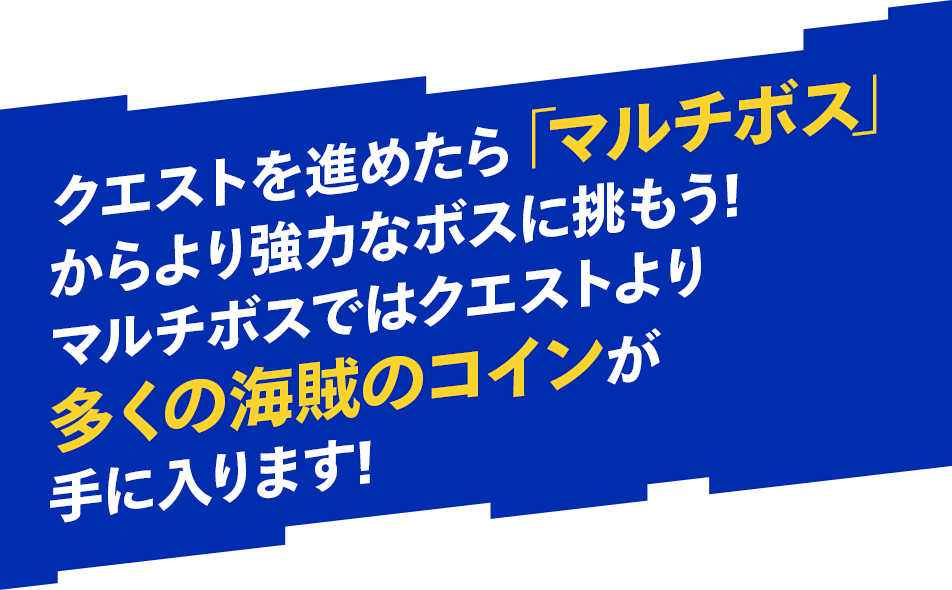 クエストを進めたら「マルチボス」
からより強力なボスに挑もう!
マルチボスではクエストより
多くの海賊のコインが
手に入ります!